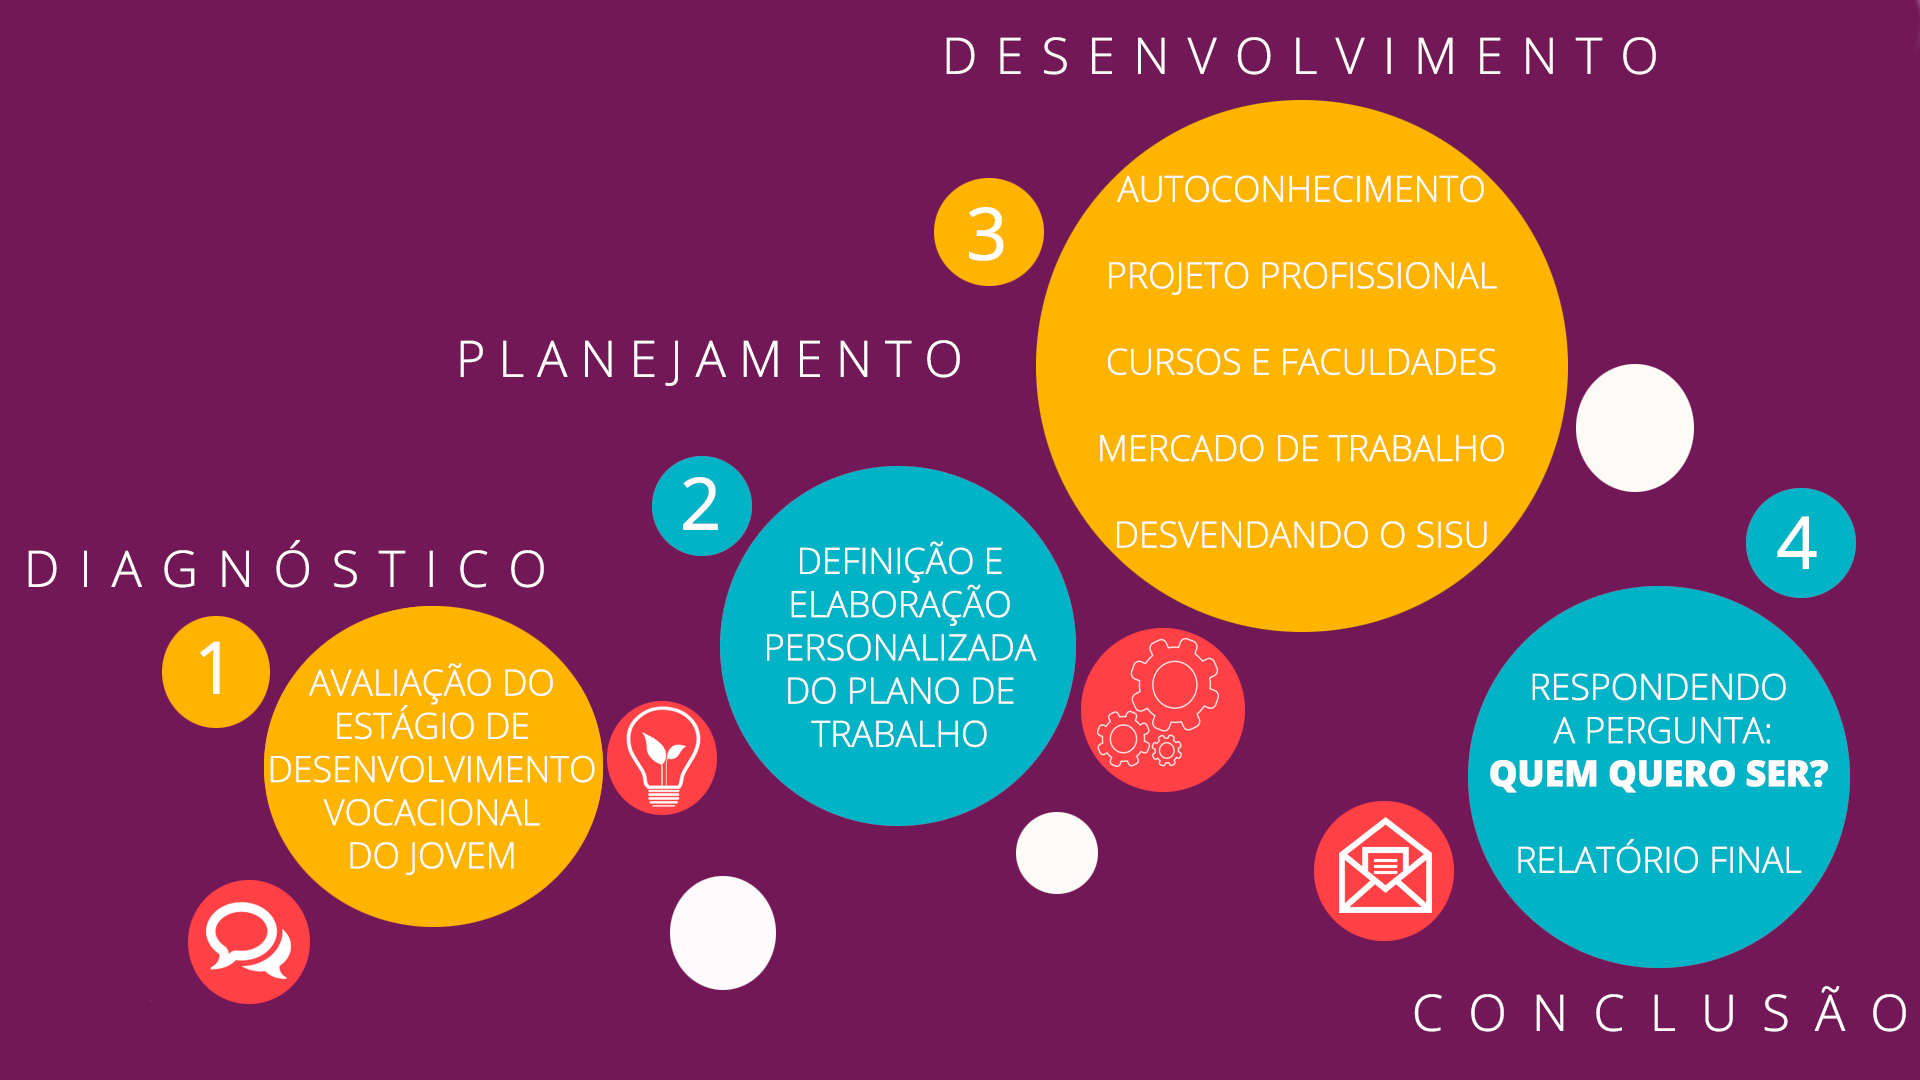 DIAGNÓSTICO
1
AVALIAÇÃO DO
ESTÁGIO DE
DESENVOLVIMENTO
VOCACIONAL
DO JOVEM
PLANEJAMENTO
2
DEFINIÇÃO E
ELABORAÇÃO
PERSONALIZADA
DO PLANO DE
TRABALHO
DESENVOLVIMENTO
3
AUTOCONHECIMENTO
PROJETO PROFISSIONAL
CURSOS E FACULDADES
MERCADO DE TRABALHO
DESVENDANDO O SISU
4
RESPONDENDO
A PERGUNTA:
QUEM QUERO SER?
RELATÓRIO FINAL
CONCLUSÃO